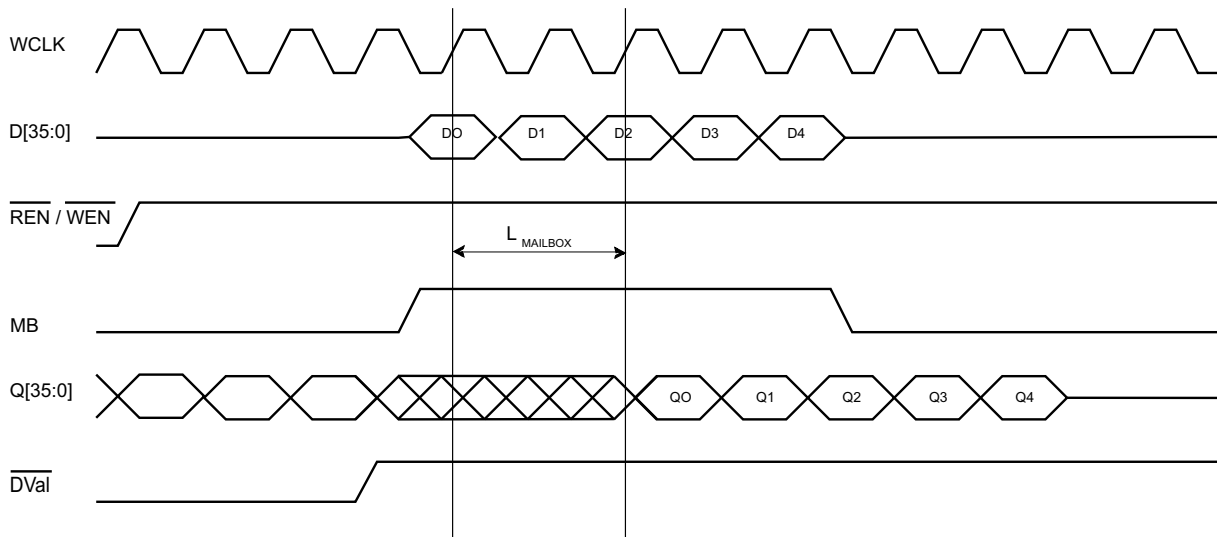 WCLK
D[35:0]
DO D1 D2 D3 D4
REN / WEN
L MAILBOX
MB
Q[35:0]
QO Q1 Q2 Q3 Q4
DVal